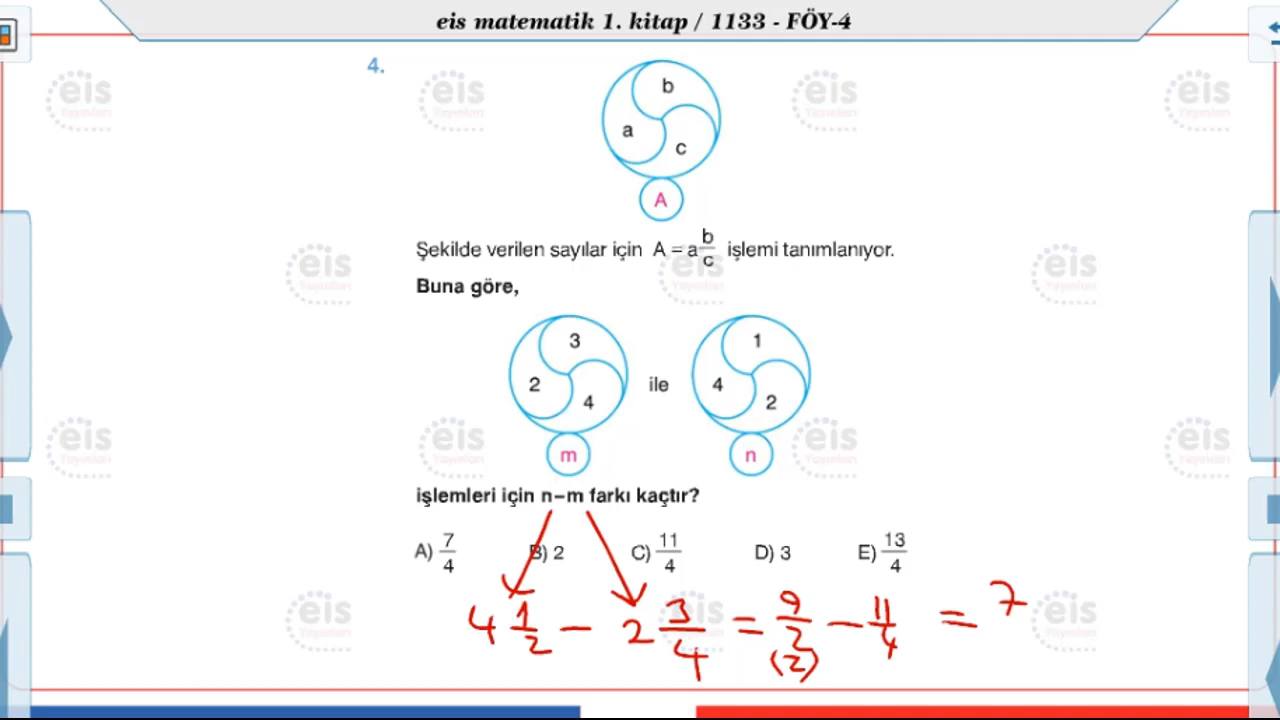 eis matematik 1. kitap / 1133 - FÖY-4
4.
b
a
c
A
Şekilde verilen sayılar için A = a b/c işlemi tanımlanıyor.
Buna göre,
3
2
4
m
ile
1
4
2
n
işlemleri için n–m farkı kaçtır?
A) 7/4 B) 2 C) 11/4 D) 3 E) 13/4
4 1/2 – 2 3/4 = 9/2 – 11/4 = 7
(2)
eis Yayınları